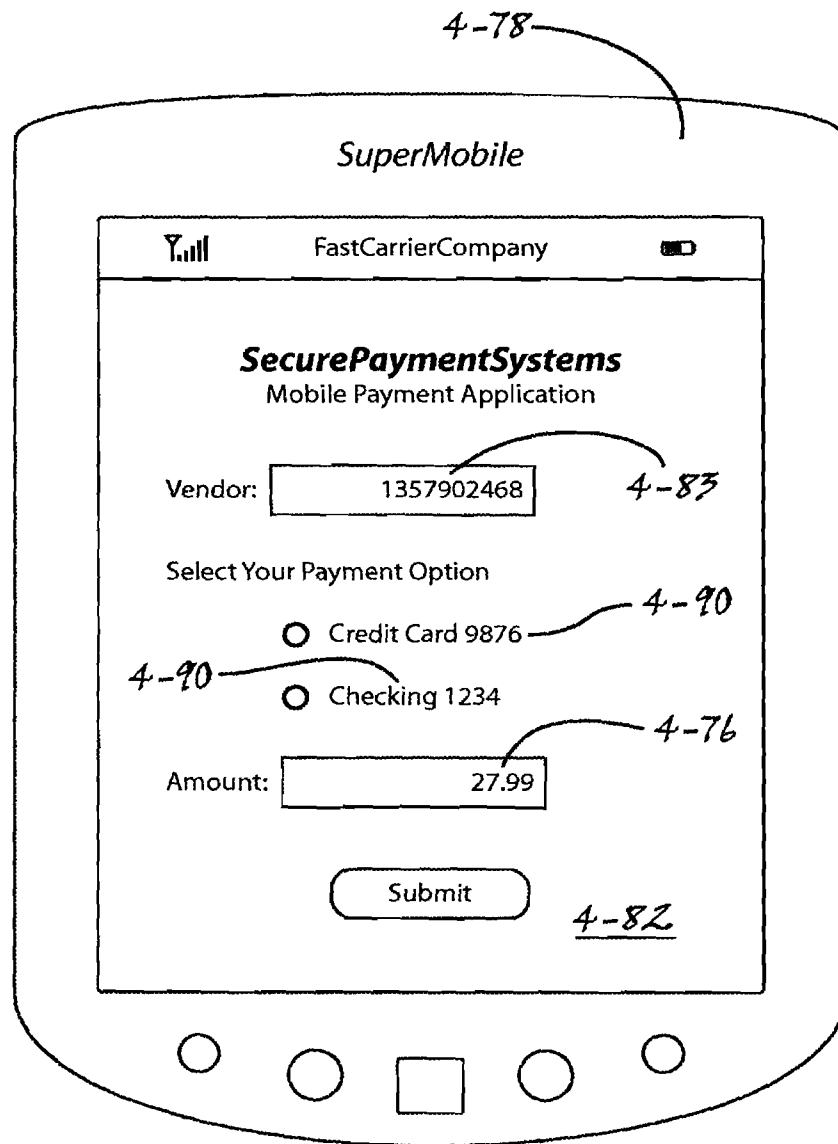 4-78
SuperMobile
FastCarrierCompany
SecurePaymentSystems
Mobile Payment Application
Vendor: 1357902468 4-83
Select Your Payment Option
Credit Card 9876 4-90
4-90 Checking 1234
4-76
Amount: 27.99
Submit
4-82